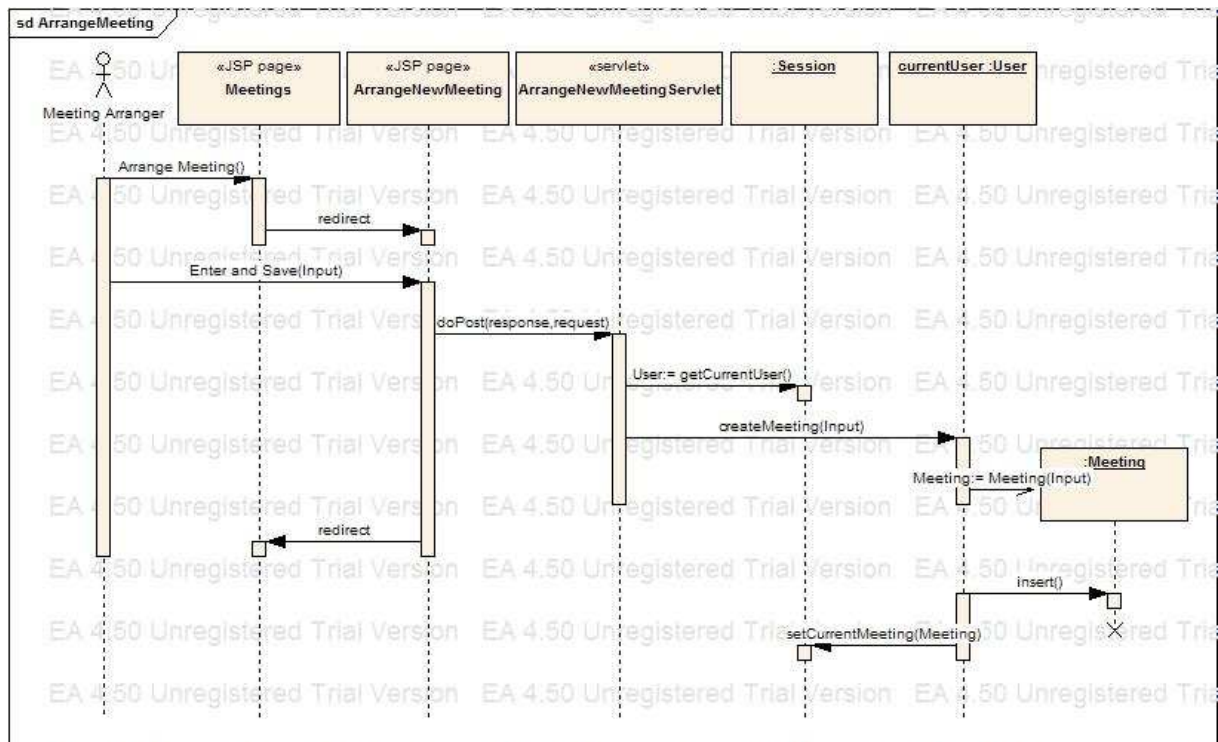 sd ArrangeMeeting
«JSP page»
Meetings
«JSP page»
ArrangeNewMeeting
«servlet»
ArrangeNewMeetingServlet
:Session
currentUser :User
Meeting Arranger
Arrange Meeting()
redirect
Enter and Save(Input)
doPost(response,request)
User:= getCurrentUser()
createMeeting(Input)
:Meeting
Meeting:= Meeting(Input)
redirect
insert()
setCurrentMeeting(Meeting)
EA 4.50 Unregistered Trial Version